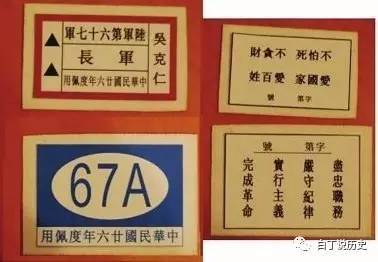 陸軍第六十七軍
軍長
吳克仁
中華民國廿六年度佩用
不怕死 不貪財
愛國家 愛百姓
字第 號
67A
中華民國廿六年度佩用
字第 號
盡忠職務
嚴守紀律
實行主義
完成革命
白丁说历史